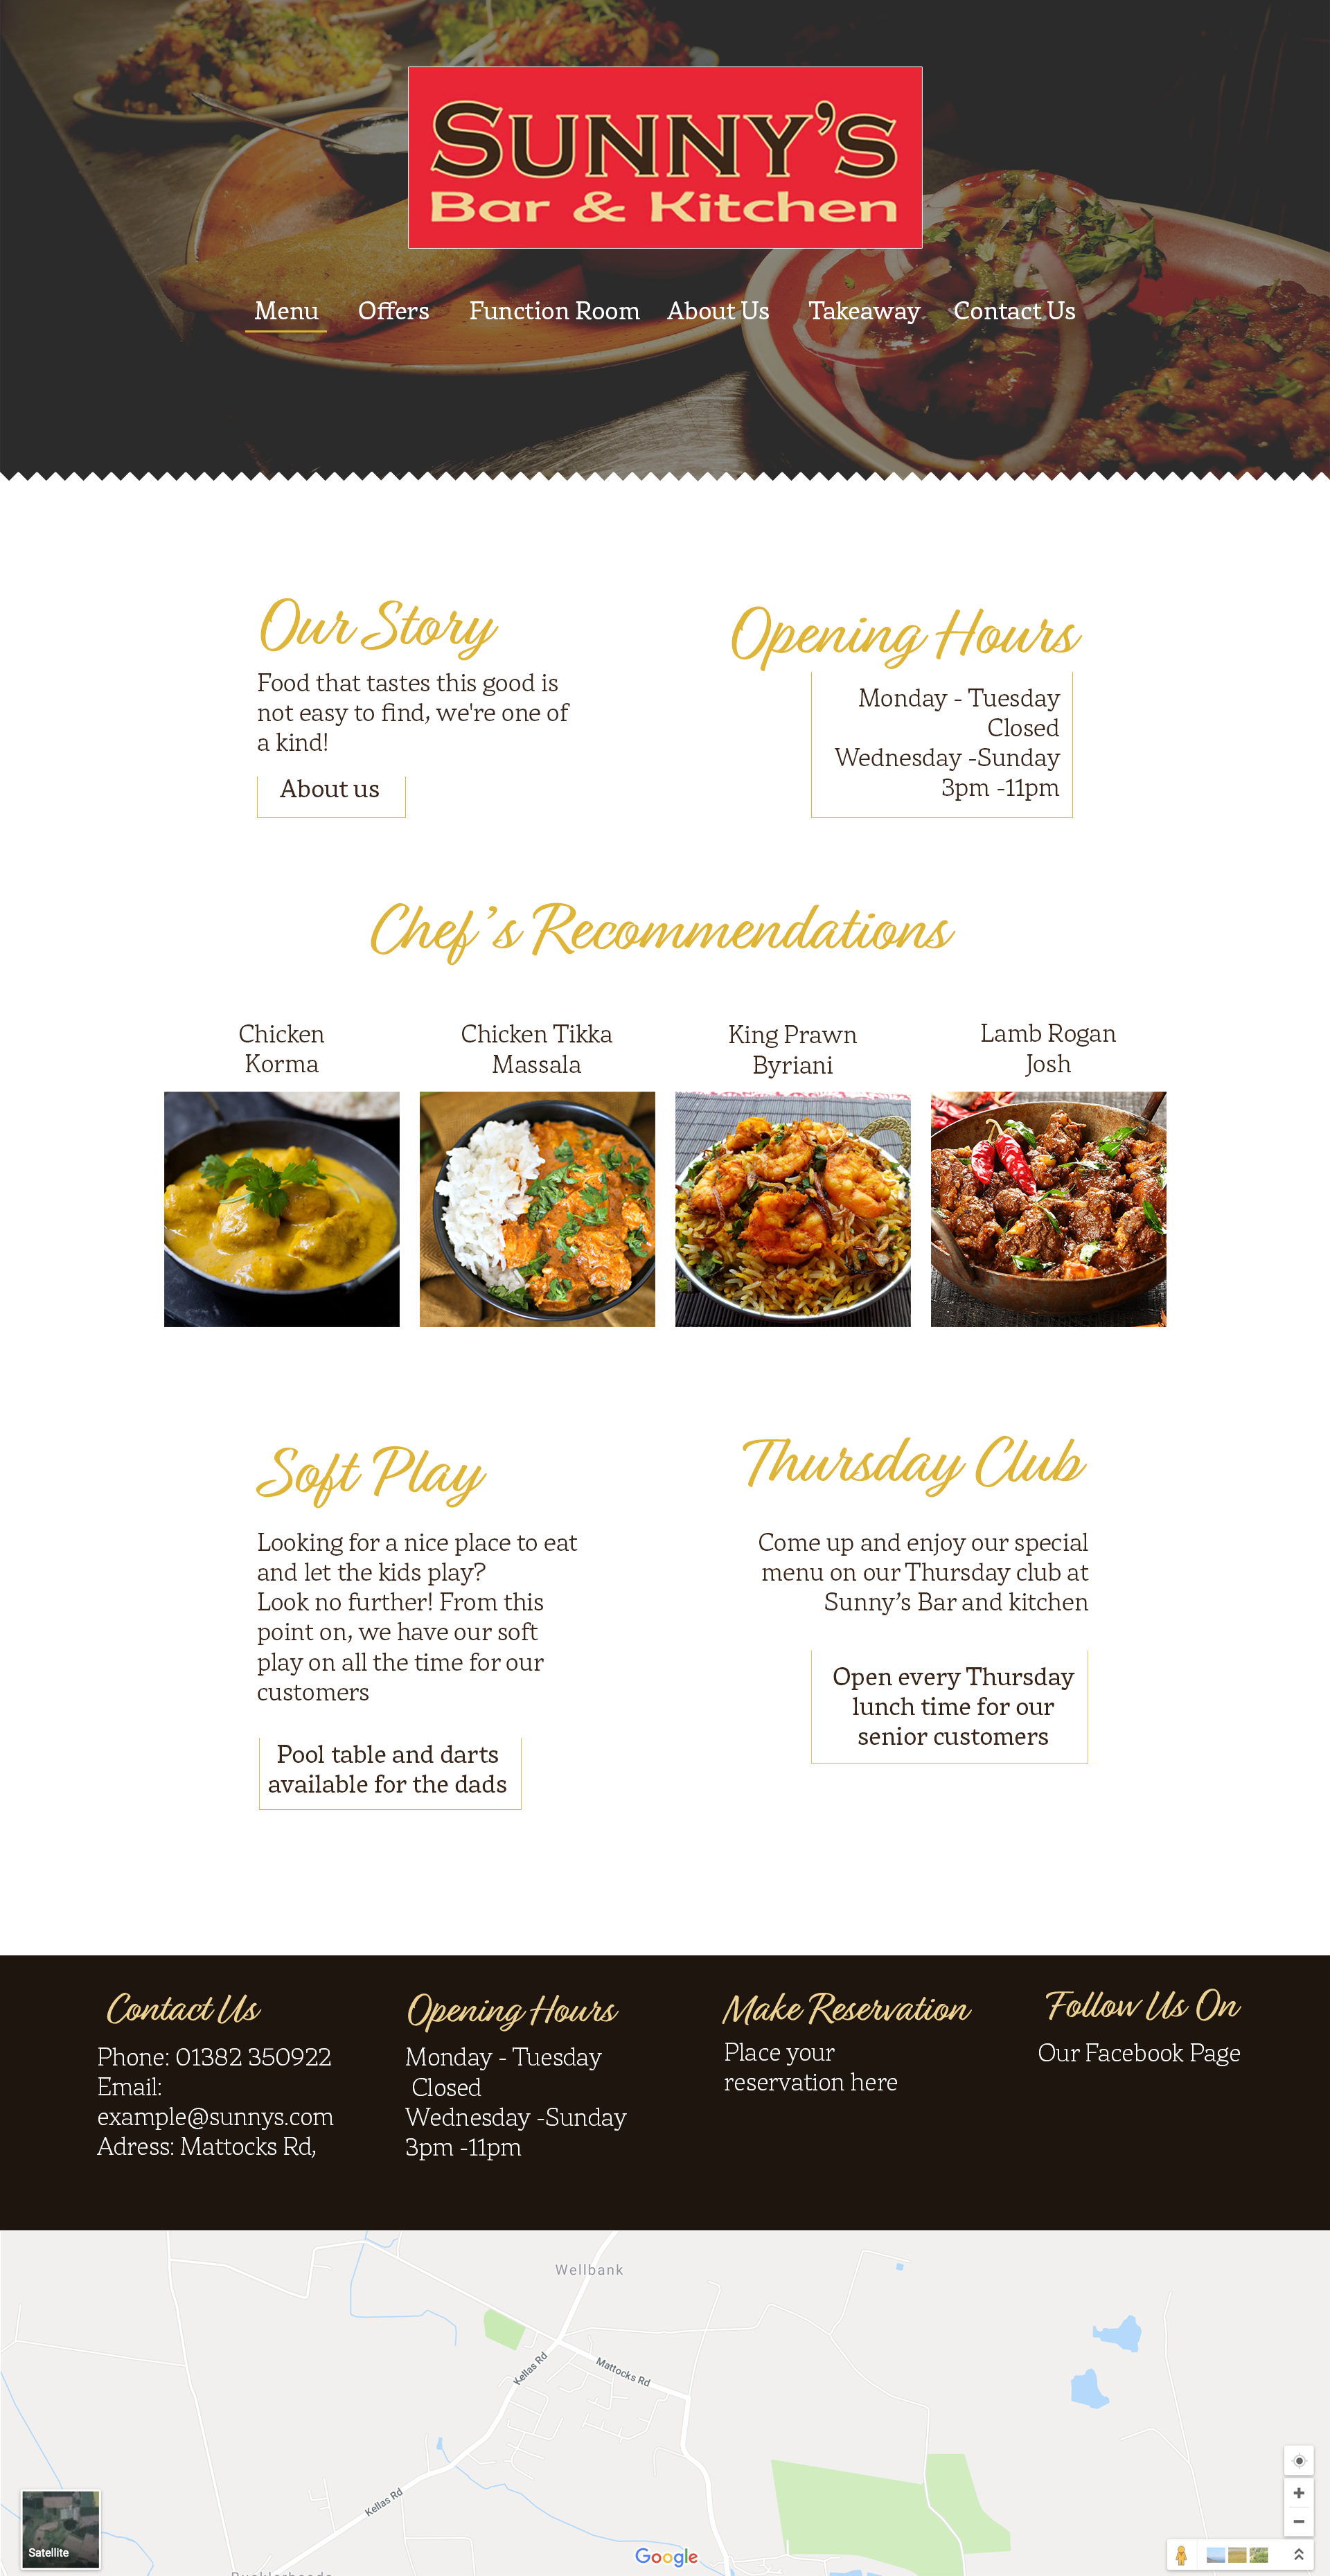 SUNNY'S
Bar & Kitchen
Menu Offers Function Room About Us Takeaway Contact Us
Our Story
Food that tastes this good is
not easy to find, we're one of
a kind!
About us
Opening Hours
Monday - Tuesday
Closed
Wednesday -Sunday
3pm -11pm
Chef's Recommendations
Chicken
Korma
Chicken Tikka
Massala
King Prawn
Byriani
Lamb Rogan
Josh
Soft Play
Looking for a nice place to eat
and let the kids play?
Look no further! From this
point on, we have our soft
play on all the time for our
customers
Pool table and darts
available for the dads
Thursday Club
Come up and enjoy our special
menu on our Thursday club at
Sunny's Bar and kitchen
Open every Thursday
lunch time for our
senior customers
Contact Us
Phone: 01382 350922
Email:
example@sunnys.com
Adress: Mattocks Rd,
Opening Hours
Monday - Tuesday
Closed
Wednesday -Sunday
3pm -11pm
Make Reservation
Place your
reservation here
Follow Us On
Our Facebook Page
Wellbank
Kellas Rd
Mattocks Rd
Kellas Rd
Satellite
Google